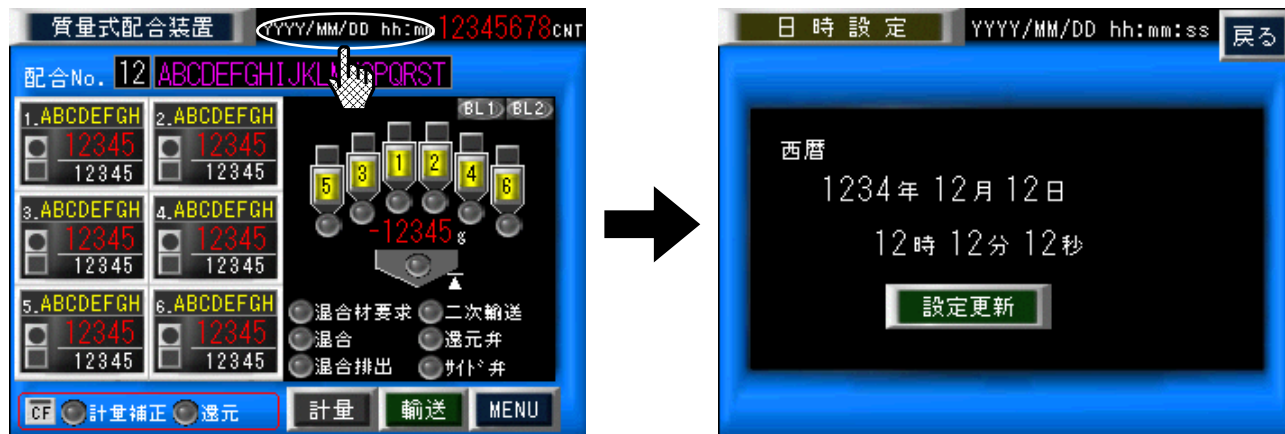 質量式配合装置 YYYY/MM/DD hh:mm 12345678CNT
配合No. 12 ABCDEFGHIJKLMNOPQRST
1.ABCDEFGH 2.ABCDEFGH
12345 12345
12345 12345
3.ABCDEFGH 4.ABCDEFGH
12345 12345
12345 12345
5.ABCDEFGH 6.ABCDEFGH
12345 12345
12345 12345
BL1 BL2
5 3 1 2 4 6
-12345 g
混合材要求 二次輸送
混合 還元弁
混合排出 サイド弁
CF 計量補正 還元
計量 輸送 MENU
日時設定 YYYY/MM/DD hh:mm:ss 戻る
西暦
1234年 12月 12日
12時 12分 12秒
設定更新